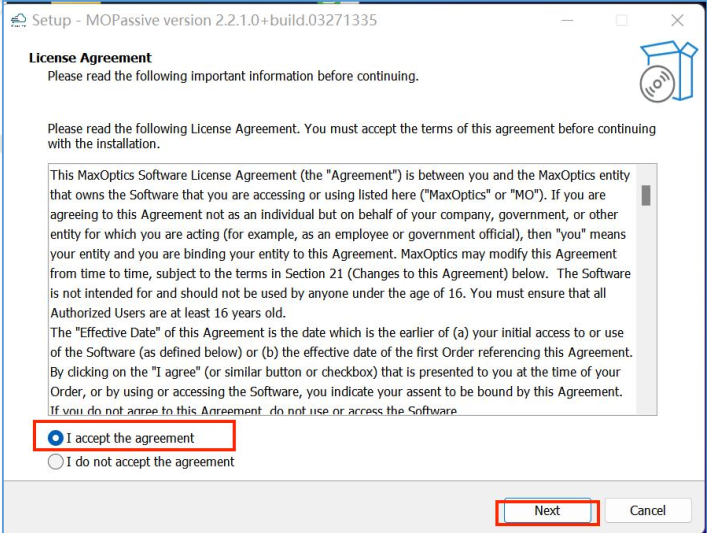 Setup - MOPassive version 2.2.1.0+build.03271335
License Agreement
Please read the following important information before continuing.
Please read the following License Agreement. You must accept the terms of this agreement before continuing
with the installation.
This MaxOptics Software License Agreement (the "Agreement") is between you and the MaxOptics entity
that owns the Software that you are accessing or using listed here ("MaxOptics" or "MO"). If you are
agreeing to this Agreement not as an individual but on behalf of your company, government, or other
entity for which you are acting (for example, as an employee or government official), then "you" means
your entity and you are binding your entity to this Agreement. MaxOptics may modify this Agreement
from time to time, subject to the terms in Section 21 (Changes to this Agreement) below.  The Software
is not intended for and should not be used by anyone under the age of 16. You must ensure that all
Authorized Users are at least 16 years old.
The "Effective Date" of this Agreement is the date which is the earlier of (a) your initial access to or use
of the Software (as defined below) or (b) the effective date of the first Order referencing this Agreement.
By clicking on the "I agree" (or similar button or checkbox) that is presented to you at the time of your
Order, or by using or accessing the Software, you indicate your assent to be bound by this Agreement.
If you do not agree to this Agreement, do not use or access the Software
I accept the agreement
I do not accept the agreement
Next
Cancel